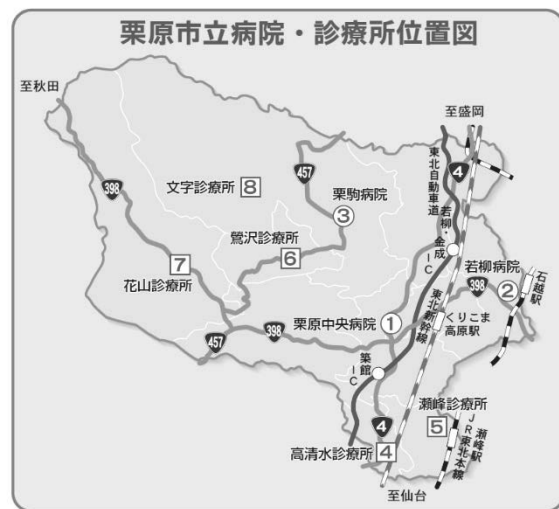 栗原市立病院・診療所位置図
至秋田
至盛岡
東北自動車道
4
457
398
文字診療所 8
栗駒病院
3
若柳・金成IC
鶯沢診療所
6
7
花山診療所
若柳病院
398
2
石越駅
栗原中央病院
1
くりこま
高原駅
東北新幹線
398
457
築館IC
瀬峰診療所
5
4
高清水診療所 4
瀬峰駅
JR東北本線
至仙台